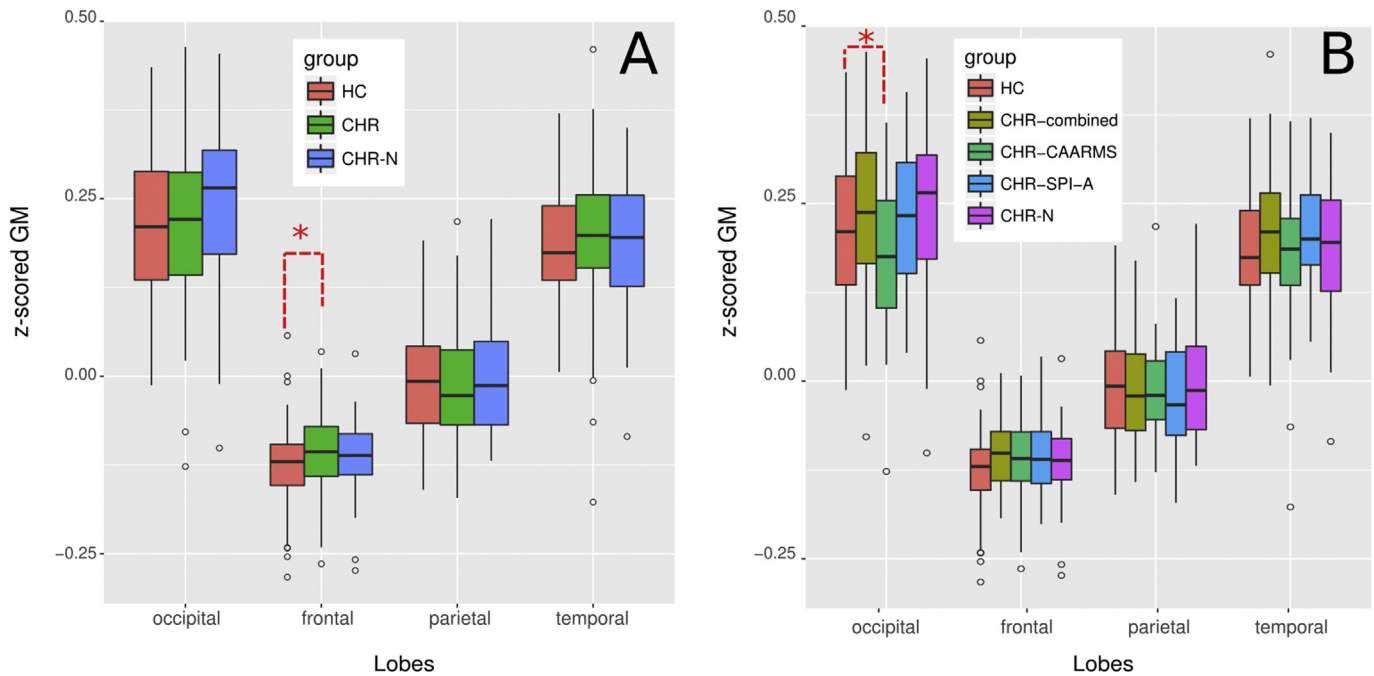 A
0.50
0.25
0.00
−0.25
z-scored GM
group
HC
CHR
CHR-N
*
occipital frontal parietal temporal
Lobes
B
0.50
0.25
0.00
−0.25
z-scored GM
*
group
HC
CHR−combined
CHR−CAARMS
CHR−SPI−A
CHR−N
occipital frontal parietal temporal
Lobes